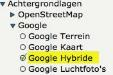 Achtergrondlagen
OpenStreetMap
Google
Google Terrein
Google Kaart
Google Hybride
Google Luchtfoto's